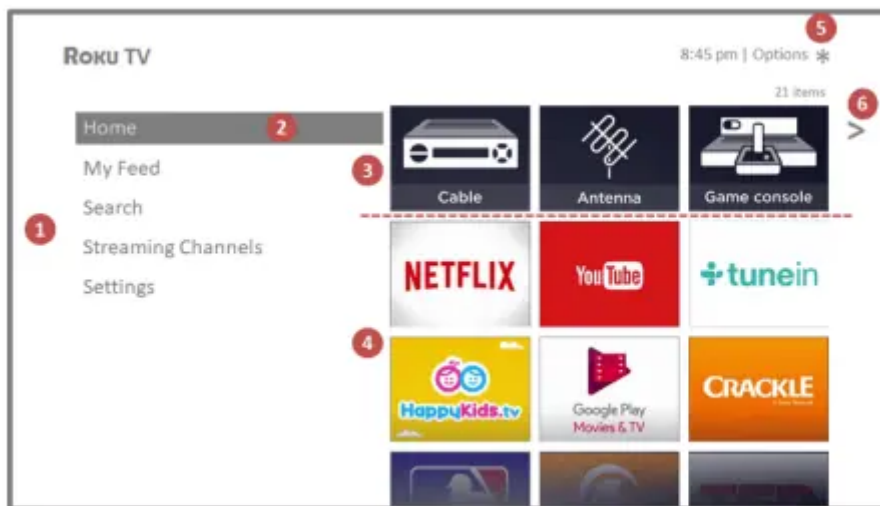 ROKU TV
8:45 pm | Options *
5
21 items
6
>
Home
2
My Feed
Search
Streaming Channels
Settings
1
3
Cable
Antenna
Game console
NETFLIX
YouTube
tunein
4
HappyKids.tv
Google Play
Movies & TV
CRACKLE